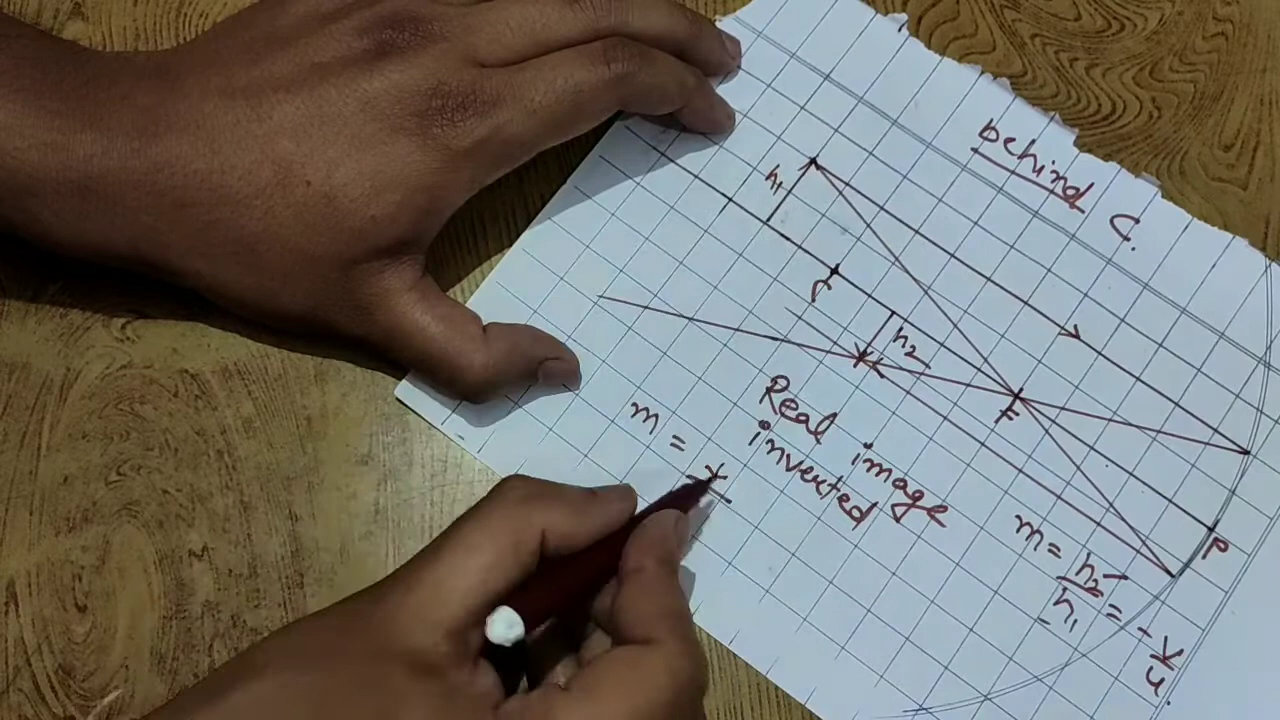 behind C.
h₁
C
h₂
F
P
Real image
inverted
m = h₂⁻/h₁ = -v/u
m =